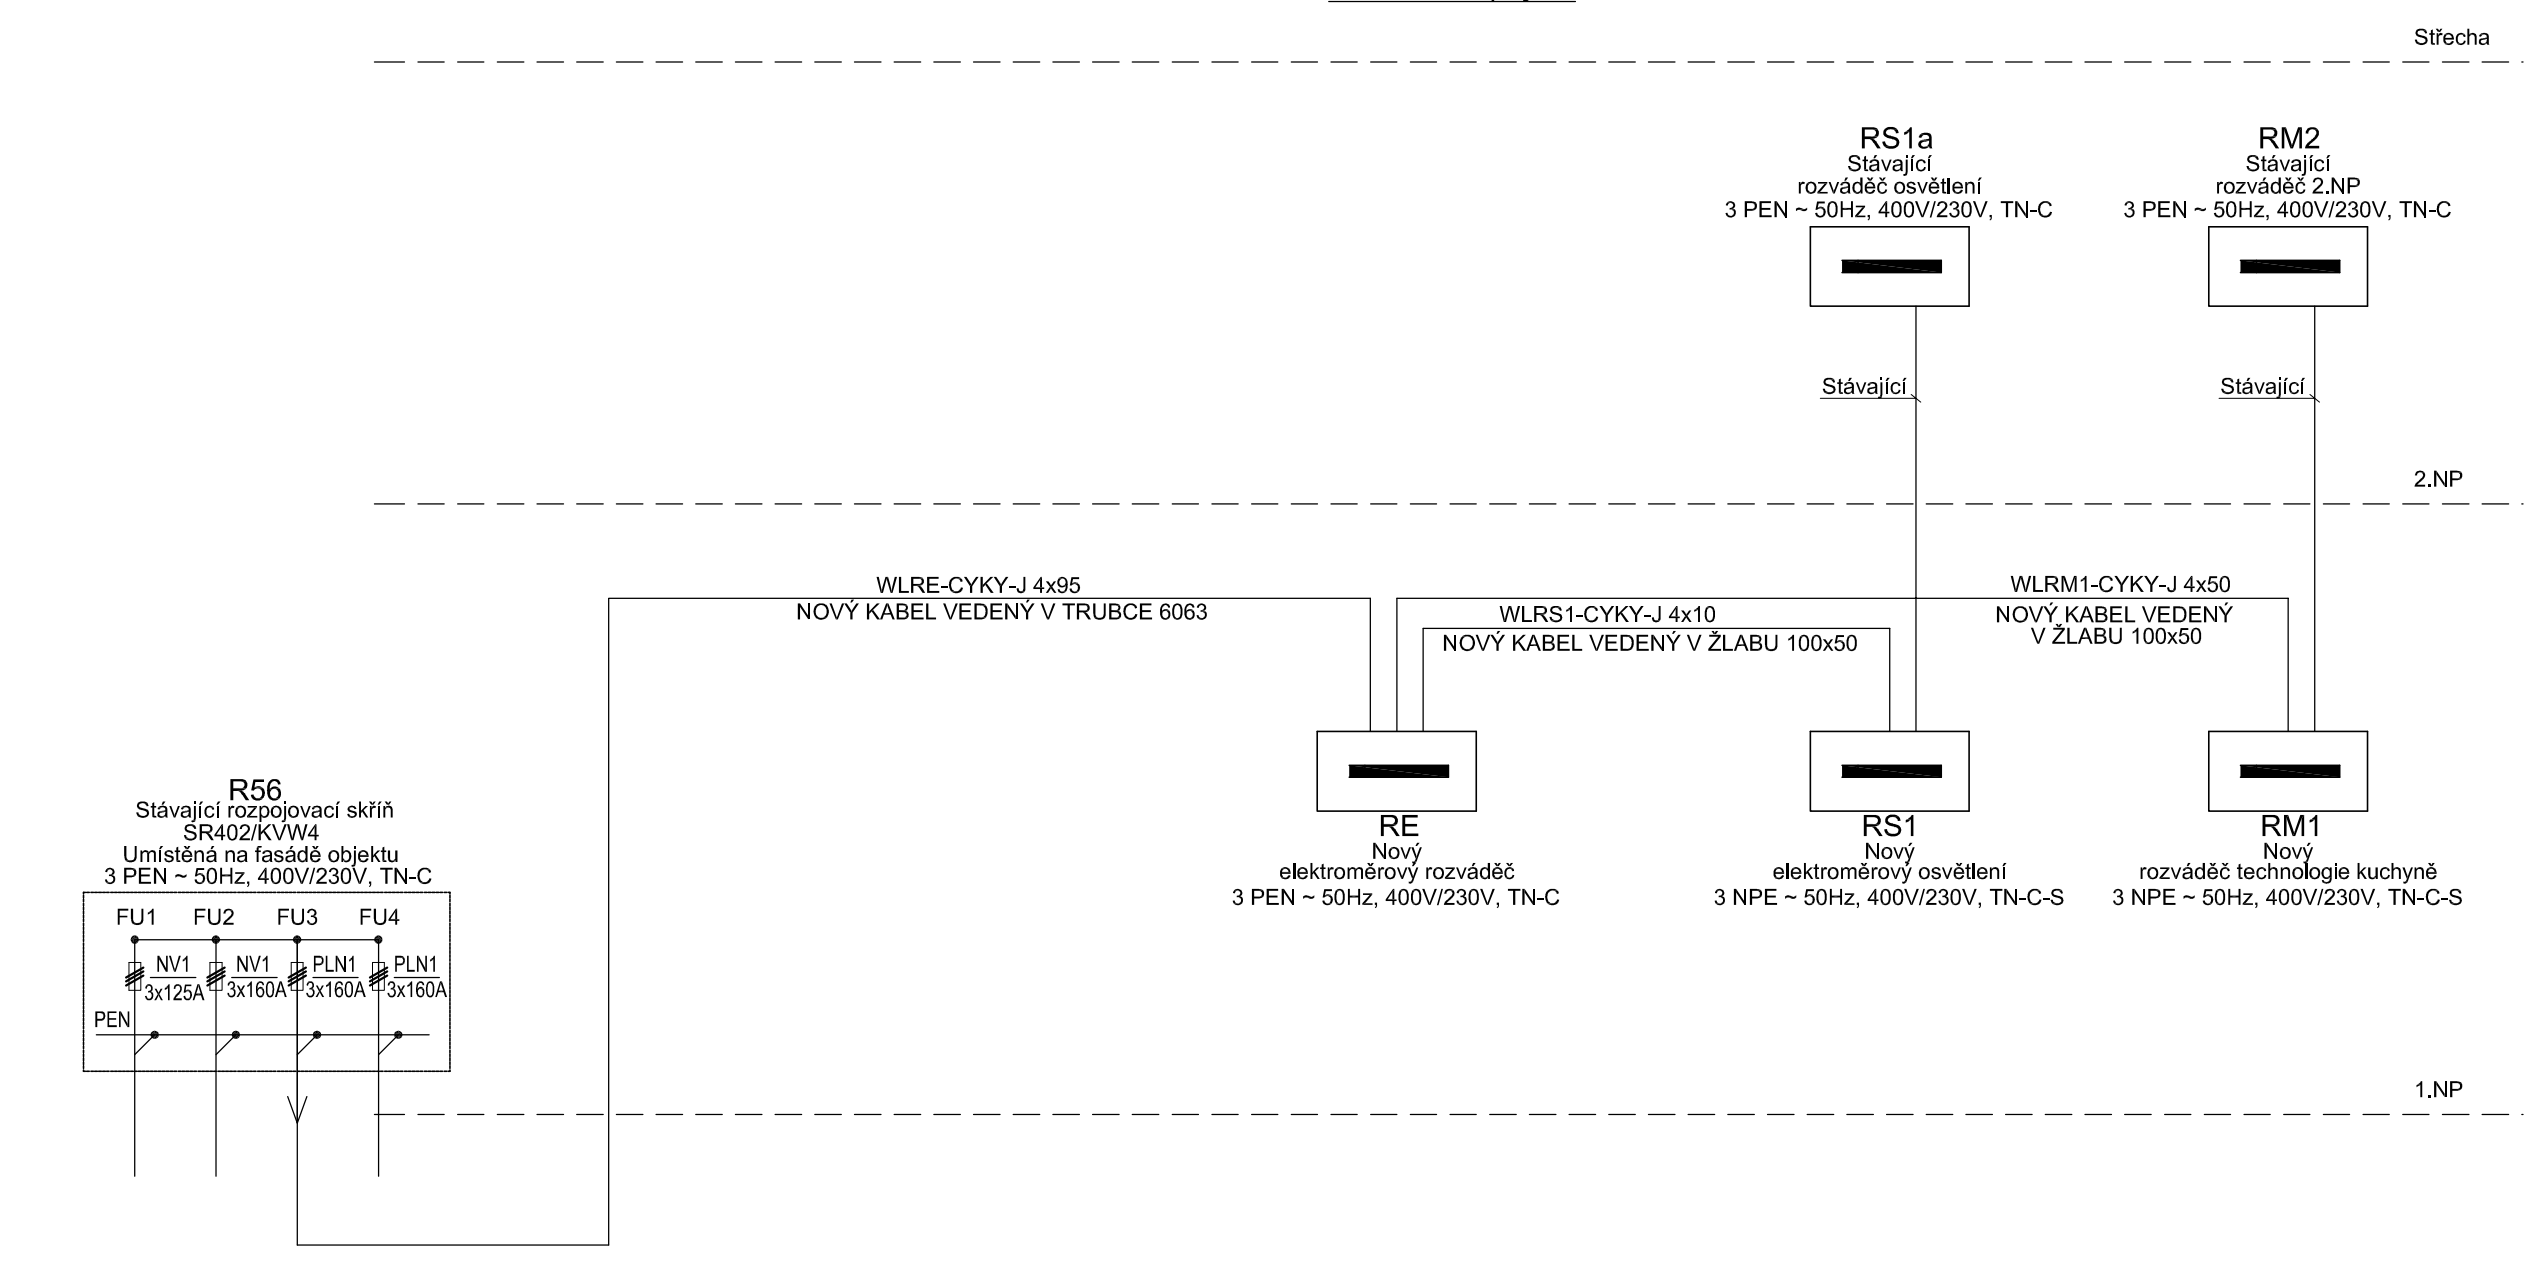 Střecha
RS1a
Stávající
rozváděč osvětlení
3 PEN ~ 50Hz, 400V/230V, TN-C
RM2
Stávající
rozváděč 2.NP
3 PEN ~ 50Hz, 400V/230V, TN-C
Stávající
Stávající
2.NP
WLRE-CYKY-J 4x95
NOVÝ KABEL VEDENÝ V TRUBCE 6063
WLRS1-CYKY-J 4x10
NOVÝ KABEL VEDENÝ V ŽLABU 100x50
WLRM1-CYKY-J 4x50
NOVÝ KABEL VEDENÝ
V ŽLABU 100x50
R56
Stávající rozpojovací skříň
SR402/KVW4
Umístěná na fasádě objektu
3 PEN ~ 50Hz, 400V/230V, TN-C
FU1 FU2 FU3 FU4
NV1 NV1 PLN1 PLN1
3x125A 3x160A 3x160A 3x160A
PEN
RE
Nový
elektroměrový rozváděč
3 PEN ~ 50Hz, 400V/230V, TN-C
RS1
Nový
elektroměrový osvětlení
3 NPE ~ 50Hz, 400V/230V, TN-C-S
RM1
Nový
rozváděč technologie kuchyně
3 NPE ~ 50Hz, 400V/230V, TN-C-S
1.NP